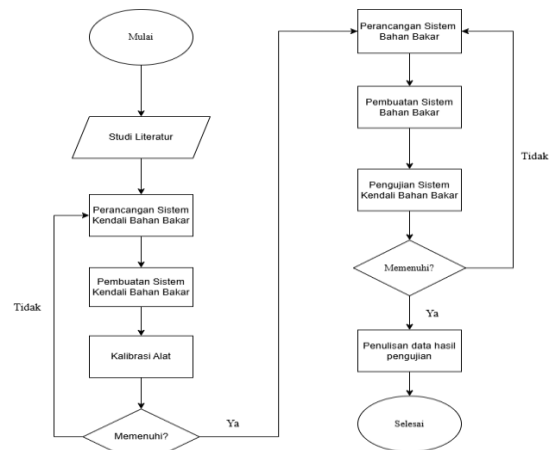 Mulai
Studi Literatur
Perancangan Sistem
Kendali Bahan Bakar
Pembuatan Sistem
Kendali Bahan Bakar
Tidak
Kalibrasi Alat
Memenuhi?
Ya
Perancangan Sistem
Bahan Bakar
Pembuatan Sistem
Bahan Bakar
Tidak
Pengujian Sistem
Kendali Bahan Bakar
Memenuhi?
Ya
Penulisan data hasil
pengujian
Selesai